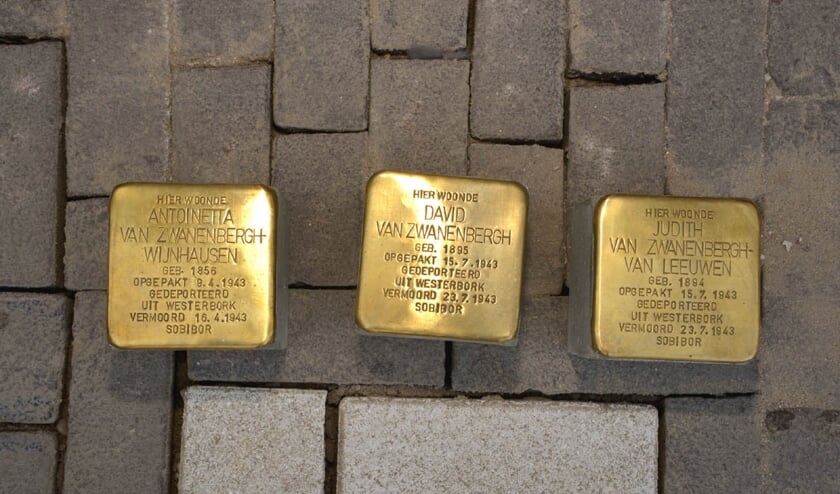 HIER WOONDE
ANTOINETTA
VAN ZWANENBERGH-
WIJNHAUSEN
GEB. 1856
OPGEPAKT 9.4.1943
GEDEPORTEERD
UIT WESTERBORK
VERMOORD 16.4.1943
SOBIBOR
HIER WOONDE
DAVID
VAN ZWANENBERGH
GEB. 1895
OPGEPAKT 15.7.1943
GEDEPORTEERD
UIT WESTERBORK
VERMOORD 23.7.1943
SOBIBOR
HIER WOONDE
JUDITH
VAN ZWANENBERGH-
VAN LEEUWEN
GEB. 1894
OPGEPAKT 15.7.1943
GEDEPORTEERD
UIT WESTERBORK
VERMOORD 23.7.1943
SOBIBOR